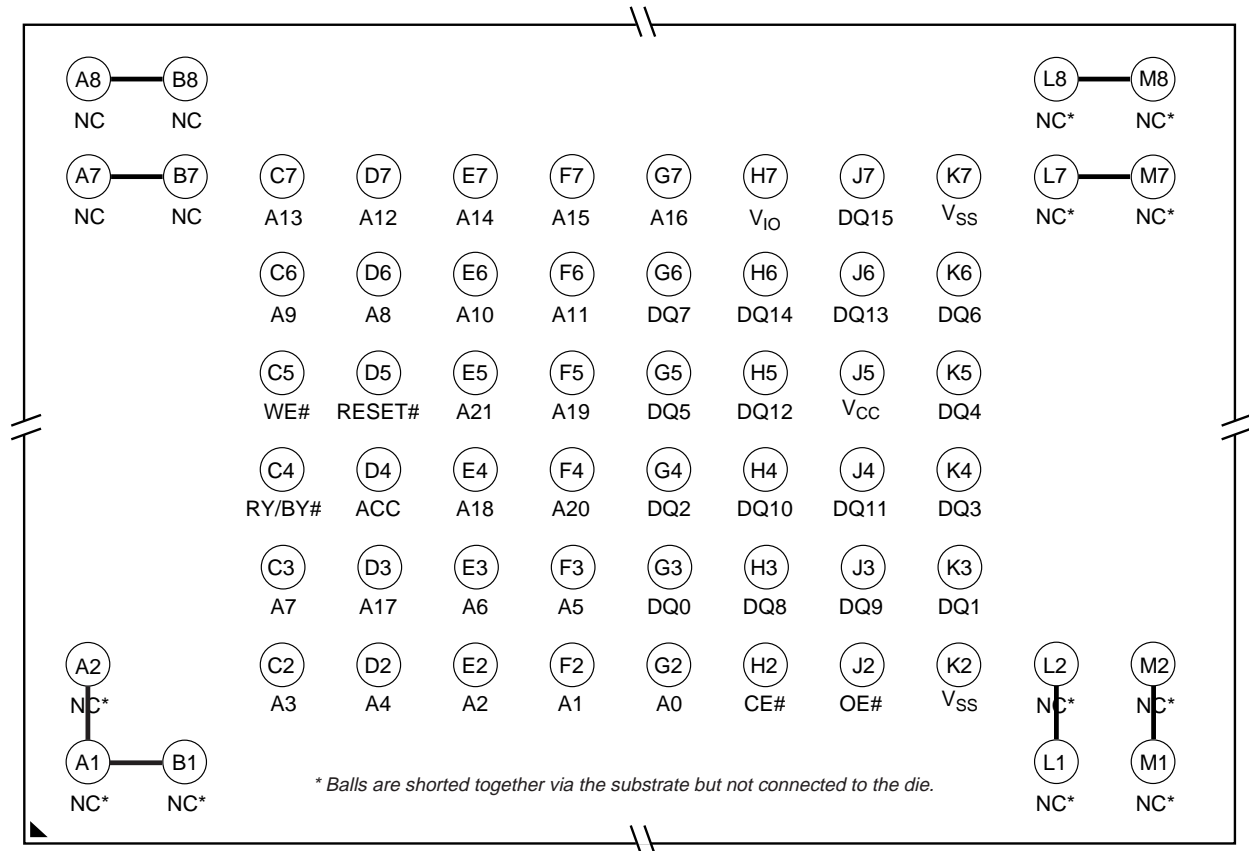 A8 B8 L8 M8
NC NC NC* NC*
A7 B7 C7 D7 E7 F7 G7 H7 J7 K7 L7 M7
NC NC A13 A12 A14 A15 A16 VIO DQ15 VSS NC* NC*
C6 D6 E6 F6 G6 H6 J6 K6
A9 A8 A10 A11 DQ7 DQ14 DQ13 DQ6
C5 D5 E5 F5 G5 H5 J5 K5
WE# RESET# A21 A19 DQ5 DQ12 VCC DQ4
C4 D4 E4 F4 G4 H4 J4 K4
RY/BY# ACC A18 A20 DQ2 DQ10 DQ11 DQ3
C3 D3 E3 F3 G3 H3 J3 K3
A7 A17 A6 A5 DQ0 DQ8 DQ9 DQ1
A2 C2 D2 E2 F2 G2 H2 J2 K2 L2 M2
NC* A3 A4 A2 A1 A0 CE# OE# VSS NC* NC*
A1 B1 L1 M1
* Balls are shorted together via the substrate but not connected to the die.
NC* NC* NC* NC*